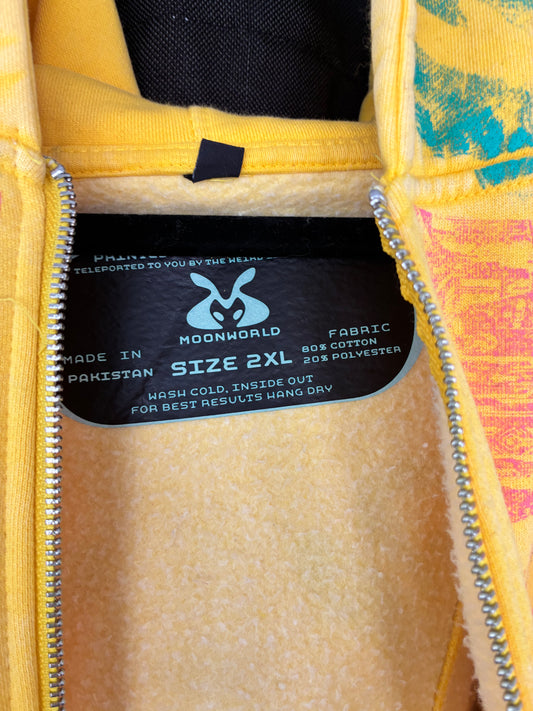 TELEPORTED TO YOU BY THE WEIRD
MOONWORLD
MADE IN
PAKISTAN
SIZE 2XL
FABRIC
80% COTTON
20% POLYESTER
WASH COLD, INSIDE OUT
FOR BEST RESULTS HANG DRY